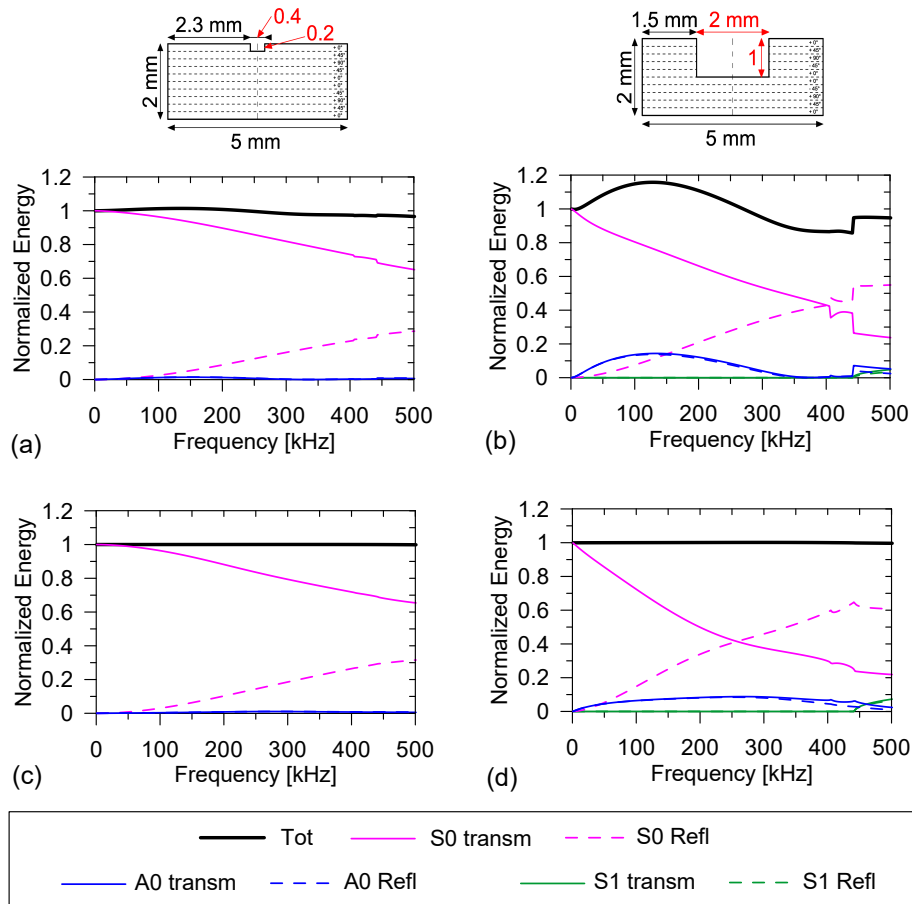 0.4
2.3 mm
0.2
2 mm
5 mm
1.5 mm
2 mm
1
2 mm
5 mm
Normalized Energy
1.2
1
0.8
0.6
0.4
0.2
0
0
100
200
300
400
500
Frequency [kHz]
(a)
Normalized Energy
1.2
1
0.8
0.6
0.4
0.2
0
0
100
200
300
400
500
Frequency [kHz]
(b)
Normalized Energy
1.2
1
0.8
0.6
0.4
0.2
0
0
100
200
300
400
500
Frequency [kHz]
(c)
Normalized Energy
1.2
1
0.8
0.6
0.4
0.2
0
0
100
200
300
400
500
Frequency [kHz]
(d)
Tot
S0 transm
S0 Refl
A0 transm
A0 Refl
S1 transm
S1 Refl